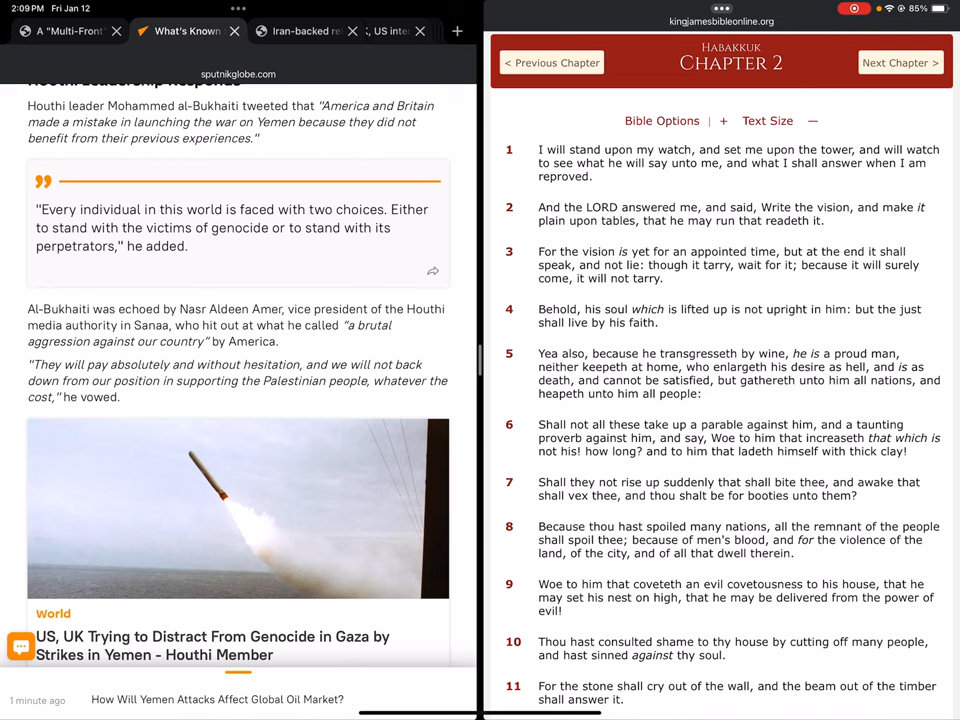 2:09 PM Fri Jan 12
85%
A "Multi-Front"
What's Known
Iran-backed re
, US inte
sputnikglobe.com
Houthi Leadership Responds
Houthi leader Mohammed al-Bukhaiti tweeted that "America and Britain
made a mistake in launching the war on Yemen because they did not
benefit from their previous experiences."
"Every individual in this world is faced with two choices. Either
to stand with the victims of genocide or to stand with its
perpetrators," he added.
Al-Bukhaiti was echoed by Nasr Aldeen Amer, vice president of the Houthi
media authority in Sanaa, who hit out at what he called “a brutal
aggression against our country” by America.
"They will pay absolutely and without hesitation, and we will not back
down from our position in supporting the Palestinian people, whatever the
cost," he vowed.
World
US, UK Trying to Distract From Genocide in Gaza by
Strikes in Yemen - Houthi Member
1 minute ago How Will Yemen Attacks Affect Global Oil Market?
kingjamesbibleonline.org
< Previous Chapter
Habakkuk
Chapter 2
Next Chapter >
Bible Options | + Text Size —
1 I will stand upon my watch, and set me upon the tower, and will watch
to see what he will say unto me, and what I shall answer when I am
reproved.
2 And the LORD answered me, and said, Write the vision, and make it
plain upon tables, that he may run that readeth it.
3 For the vision is yet for an appointed time, but at the end it shall
speak, and not lie: though it tarry, wait for it; because it will surely
come, it will not tarry.
4 Behold, his soul which is lifted up is not upright in him: but the just
shall live by his faith.
5 Yea also, because he transgresseth by wine, he is a proud man,
neither keepeth at home, who enlargeth his desire as hell, and is as
death, and cannot be satisfied, but gathereth unto him all nations, and
heapeth unto him all people:
6 Shall not all these take up a parable against him, and a taunting
proverb against him, and say, Woe to him that increaseth that which is
not his! how long? and to him that ladeth himself with thick clay!
7 Shall they not rise up suddenly that shall bite thee, and awake that
shall vex thee, and thou shalt be for booties unto them?
8 Because thou hast spoiled many nations, all the remnant of the people
shall spoil thee; because of men's blood, and for the violence of the
land, of the city, and of all that dwell therein.
9 Woe to him that coveteth an evil covetousness to his house, that he
may set his nest on high, that he may be delivered from the power of
evil!
10 Thou hast consulted shame to thy house by cutting off many people,
and hast sinned against thy soul.
11 For the stone shall cry out of the wall, and the beam out of the timber
shall answer it.